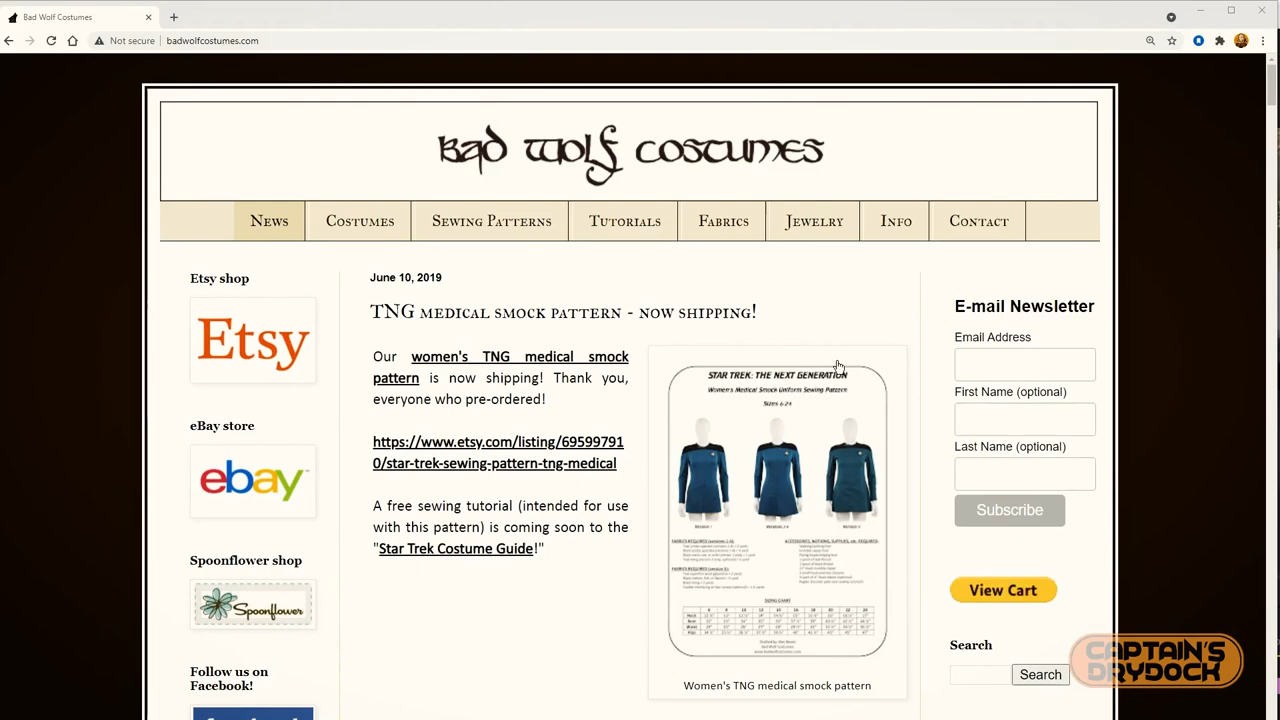 Bad Wolf Costumes
Not secure | badwolfcostumes.com
Bad Wolf Costumes
News
Costumes
Sewing Patterns
Tutorials
Fabrics
Jewelry
Info
Contact
Etsy shop
Etsy
eBay store
ebay
Spoonflower shop
Spoonflower
Follow us on
Facebook!
June 10, 2019
TNG medical smock pattern - now shipping!
Our women's TNG medical smock
pattern is now shipping! Thank you,
everyone who pre-ordered!
https://www.etsy.com/listing/69599791
0/star-trek-sewing-pattern-tng-medical
A free sewing tutorial (intended for use
with this pattern) is coming soon to the
"Star Trek Costume Guide!"
STAR TREK: THE NEXT GENERATION
Women's Medical Smock Uniform Sewing Pattern
Sizes 6-24
SIZING CHART
Women's TNG medical smock pattern
E-mail Newsletter
Email Address
First Name (optional)
Last Name (optional)
Subscribe
View Cart
Search
Search
CAPTAIN'S
DRYDOCK